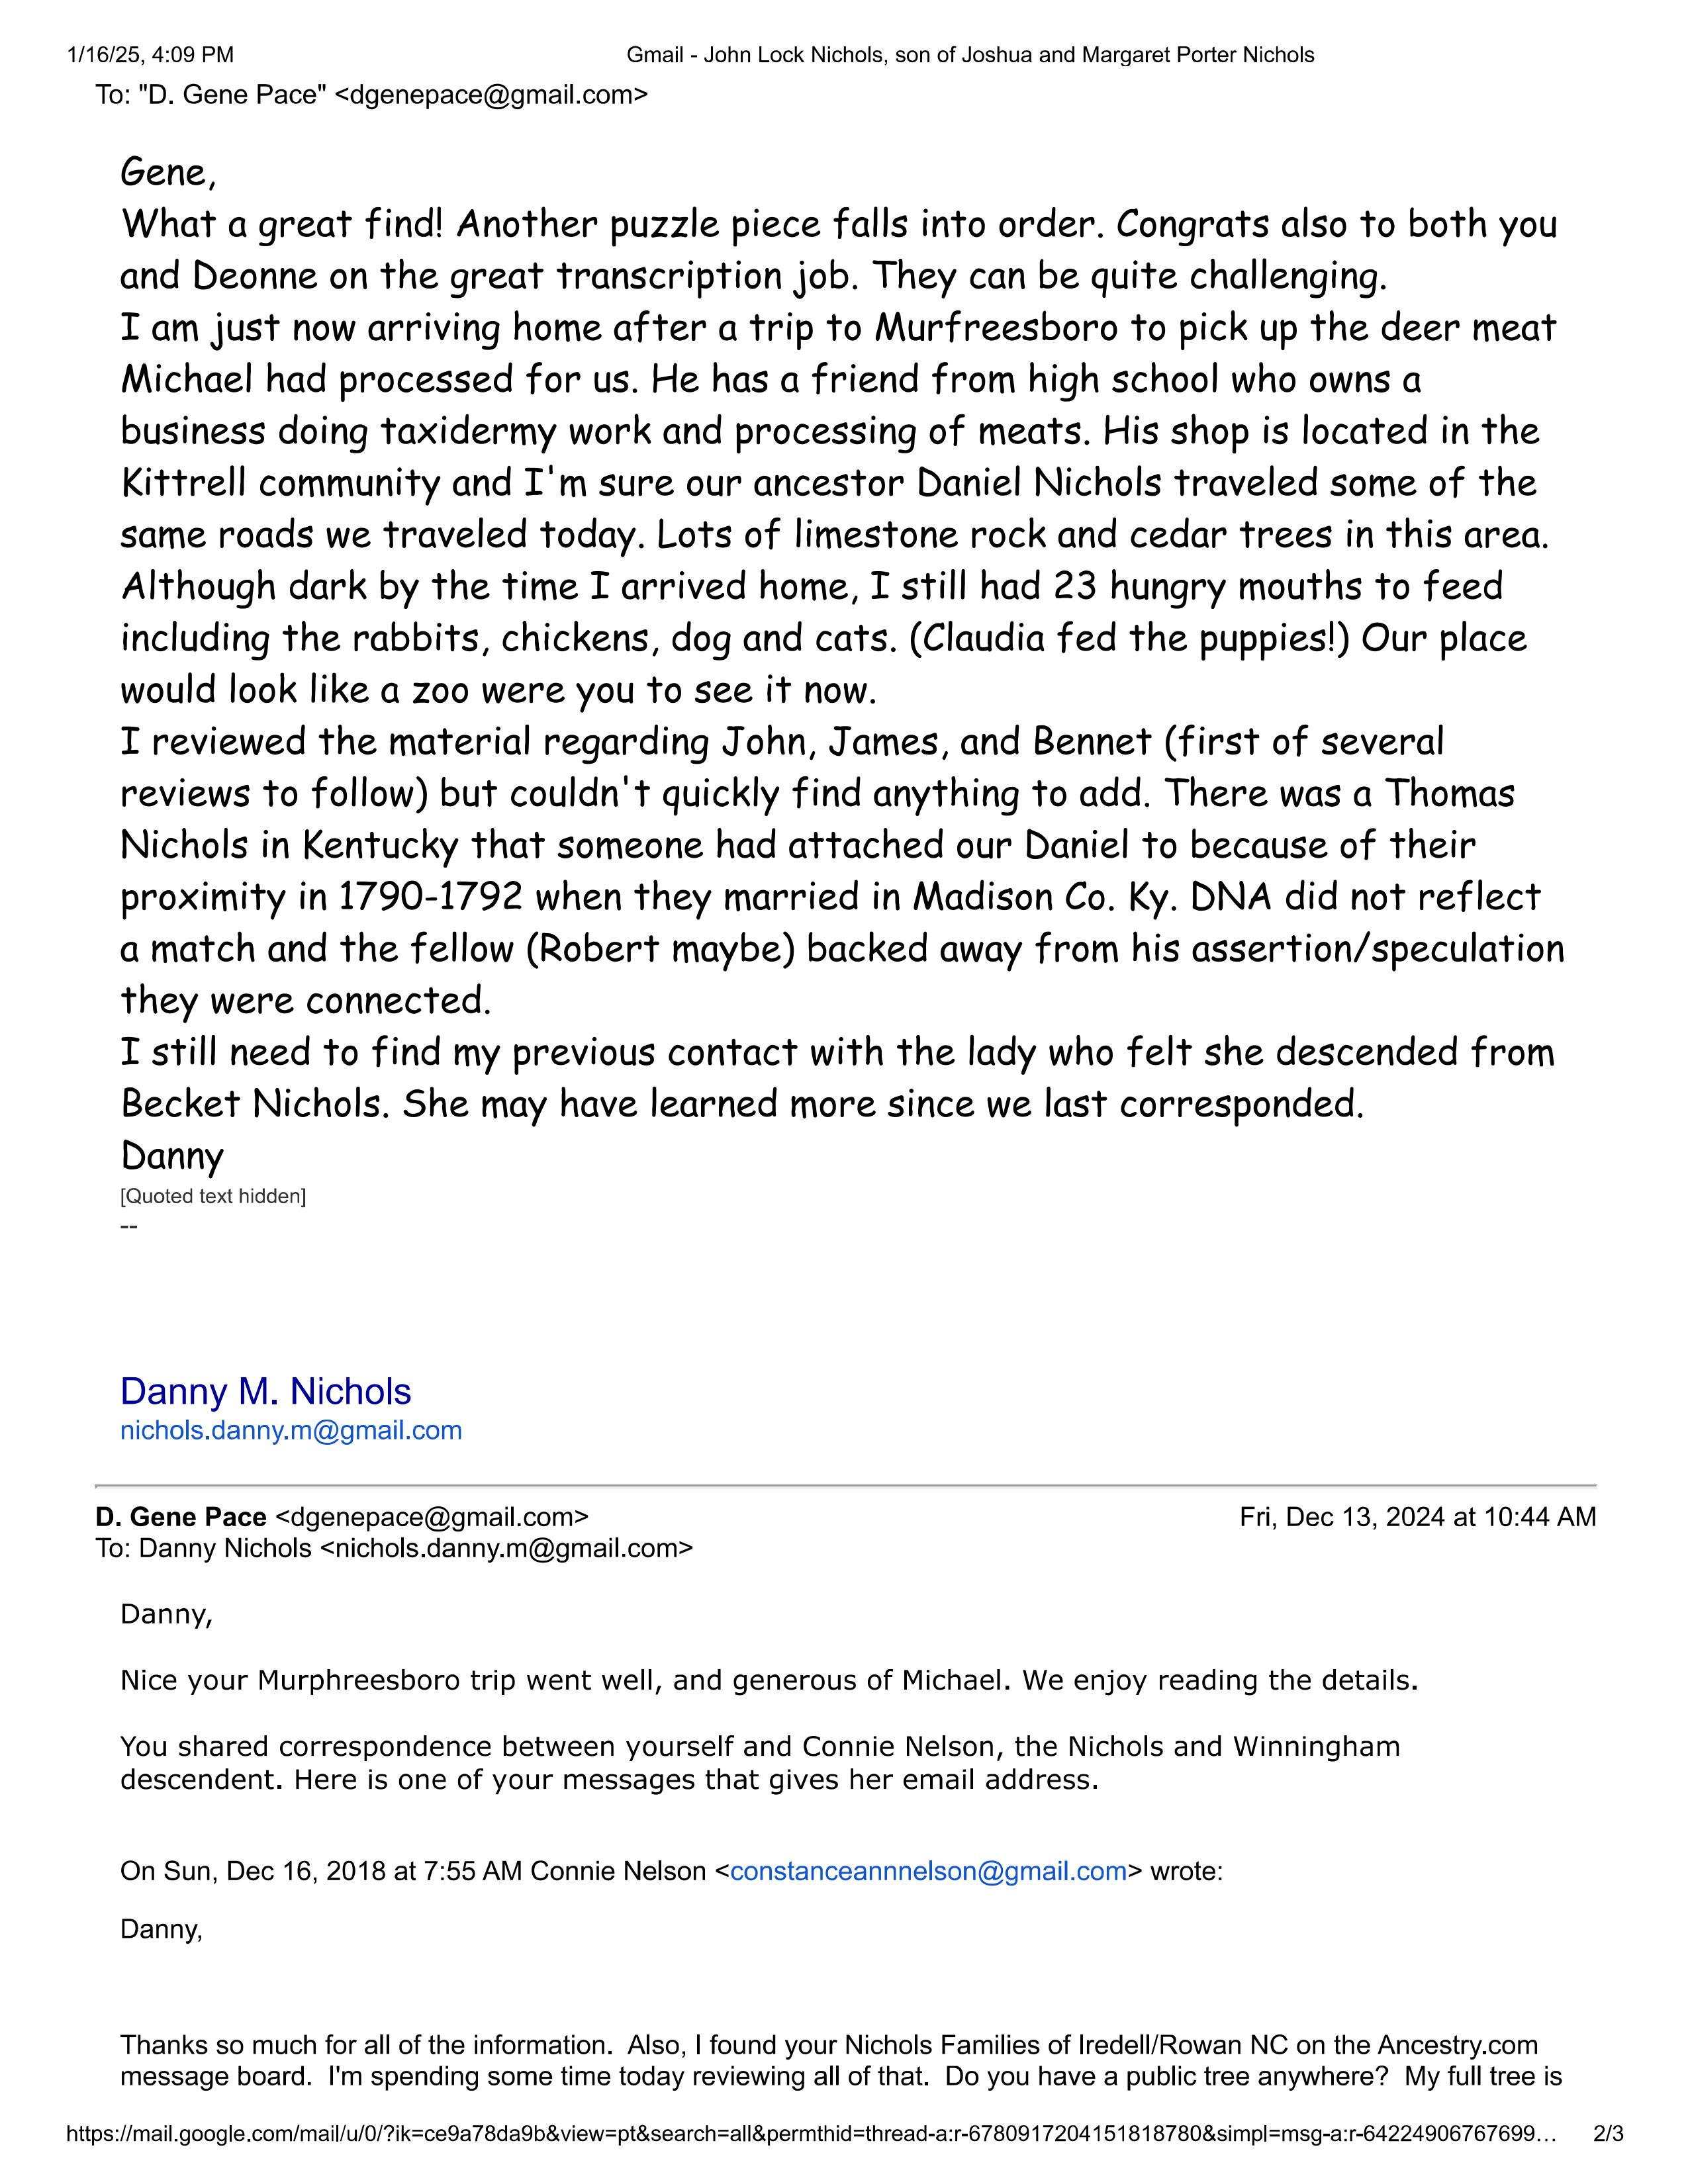 1/16/25, 4:09 PM
Gmail - John Lock Nichols, son of Joshua and Margaret Porter Nichols
To: "D. Gene Pace" <dgenepace@gmail.com>
Gene,
What a great find! Another puzzle piece falls into order. Congrats also to both you
and Deonne on the great transcription job. They can be quite challenging.
I am just now arriving home after a trip to Murfreesboro to pick up the deer meat
Michael had processed for us. He has a friend from high school who owns a
business doing taxidermy work and processing of meats. His shop is located in the
Kittrell community and I'm sure our ancestor Daniel Nichols traveled some of the
same roads we traveled today. Lots of limestone rock and cedar trees in this area.
Although dark by the time I arrived home, I still had 23 hungry mouths to feed
including the rabbits, chickens, dog and cats. (Claudia fed the puppies!) Our place
would look like a zoo were you to see it now.
I reviewed the material regarding John, James, and Bennet (first of several
reviews to follow) but couldn't quickly find anything to add. There was a Thomas
Nichols in Kentucky that someone had attached our Daniel to because of their
proximity in 1790-1792 when they married in Madison Co. Ky. DNA did not reflect
a match and the fellow (Robert maybe) backed away from his assertion/speculation
they were connected.
I still need to find my previous contact with the lady who felt she descended from
Becket Nichols. She may have learned more since we last corresponded.
Danny
[Quoted text hidden]
--
Danny M. Nichols
nichols.danny.m@gmail.com
D. Gene Pace <dgenepace@gmail.com>
Fri, Dec 13, 2024 at 10:44 AM
To: Danny Nichols <nichols.danny.m@gmail.com>
Danny,
Nice your Murphreesboro trip went well, and generous of Michael. We enjoy reading the details.
You shared correspondence between yourself and Connie Nelson, the Nichols and Winningham
descendent. Here is one of your messages that gives her email address.
On Sun, Dec 16, 2018 at 7:55 AM Connie Nelson <constanceannnelson@gmail.com> wrote:
Danny,
Thanks so much for all of the information. Also, I found your Nichols Families of Iredell/Rowan NC on the Ancestry.com
message board. I'm spending some time today reviewing all of that. Do you have a public tree anywhere? My full tree is
https://mail.google.com/mail/u/0/?ik=ce9a78da9b&view=pt&search=all&permthid=thread-a:r-6780917204151818780&simpl=msg-a:r-64224906767699…
2/3